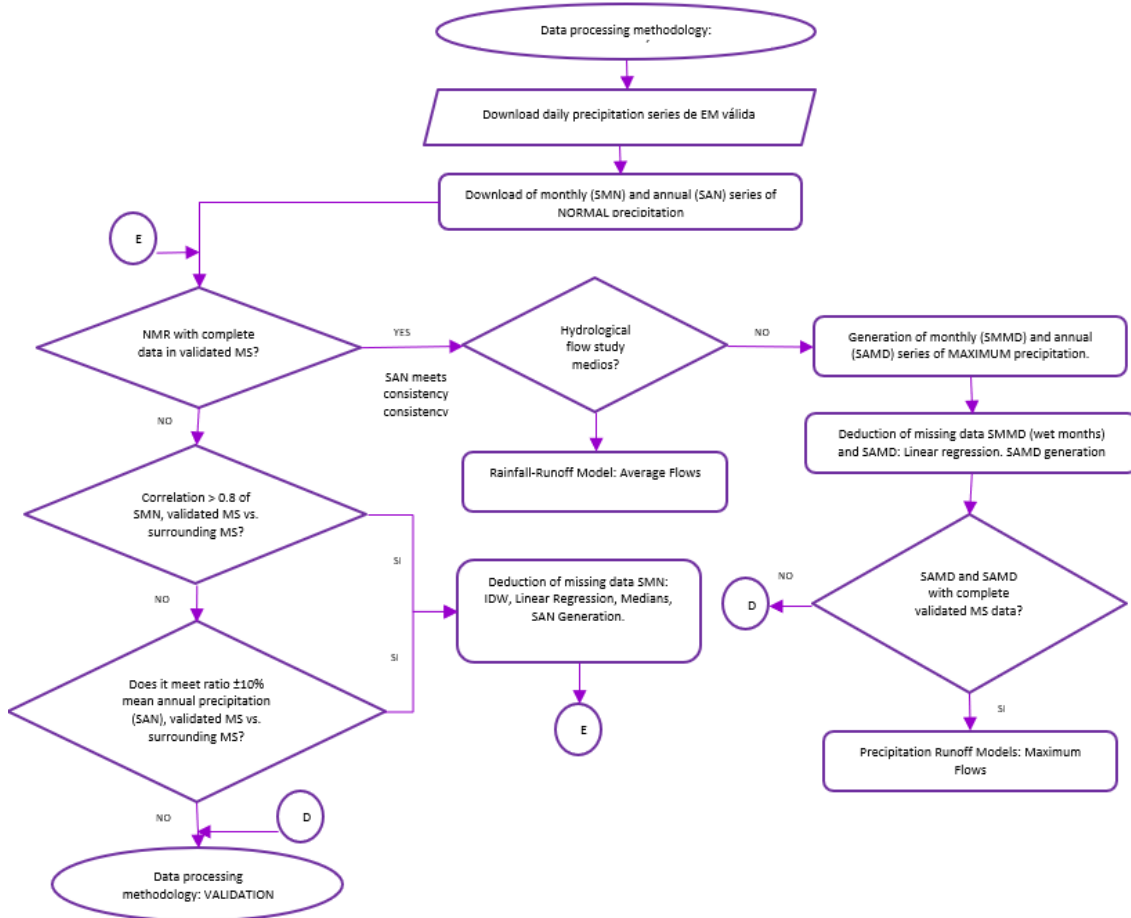 Data processing methodology:
Download daily precipitation series de EM válida
Download of monthly (SMN) and annual (SAN) series of
NORMAL precipitation
E
NMR with complete
data in validated MS?
YES
SAN meets
consistency
consistency
Hydrological
flow study
medios?
NO
Generation of monthly (SMMD) and annual
(SAMD) series of MAXIMUM precipitation.
NO
Deduction of missing data SMMD (wet months)
and SAMD: Linear regression. SAMD generation
Rainfall-Runoff Model: Average Flows
Correlation > 0.8 of
SMN, validated MS vs.
surrounding MS?
SI
NO
Deduction of missing data SMN:
IDW, Linear Regression, Medians,
SAN Generation.
SAMD and SAMD
with complete
validated MS data?
NO
D
SI
Does it meet ratio ±10%
mean annual precipitation
(SAN), validated MS vs.
surrounding MS?
E
SI
Precipitation Runoff Models: Maximum
Flows
NO
D
Data processing
methodology: VALIDATION